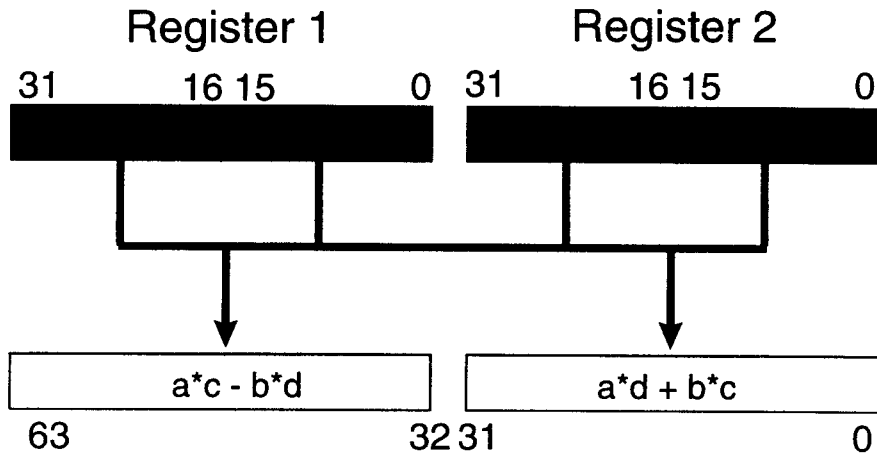 Register 1 Register 2
31 16 15 0 31 16 15 0
a*c - b*d a*d + b*c
63 32 31 0